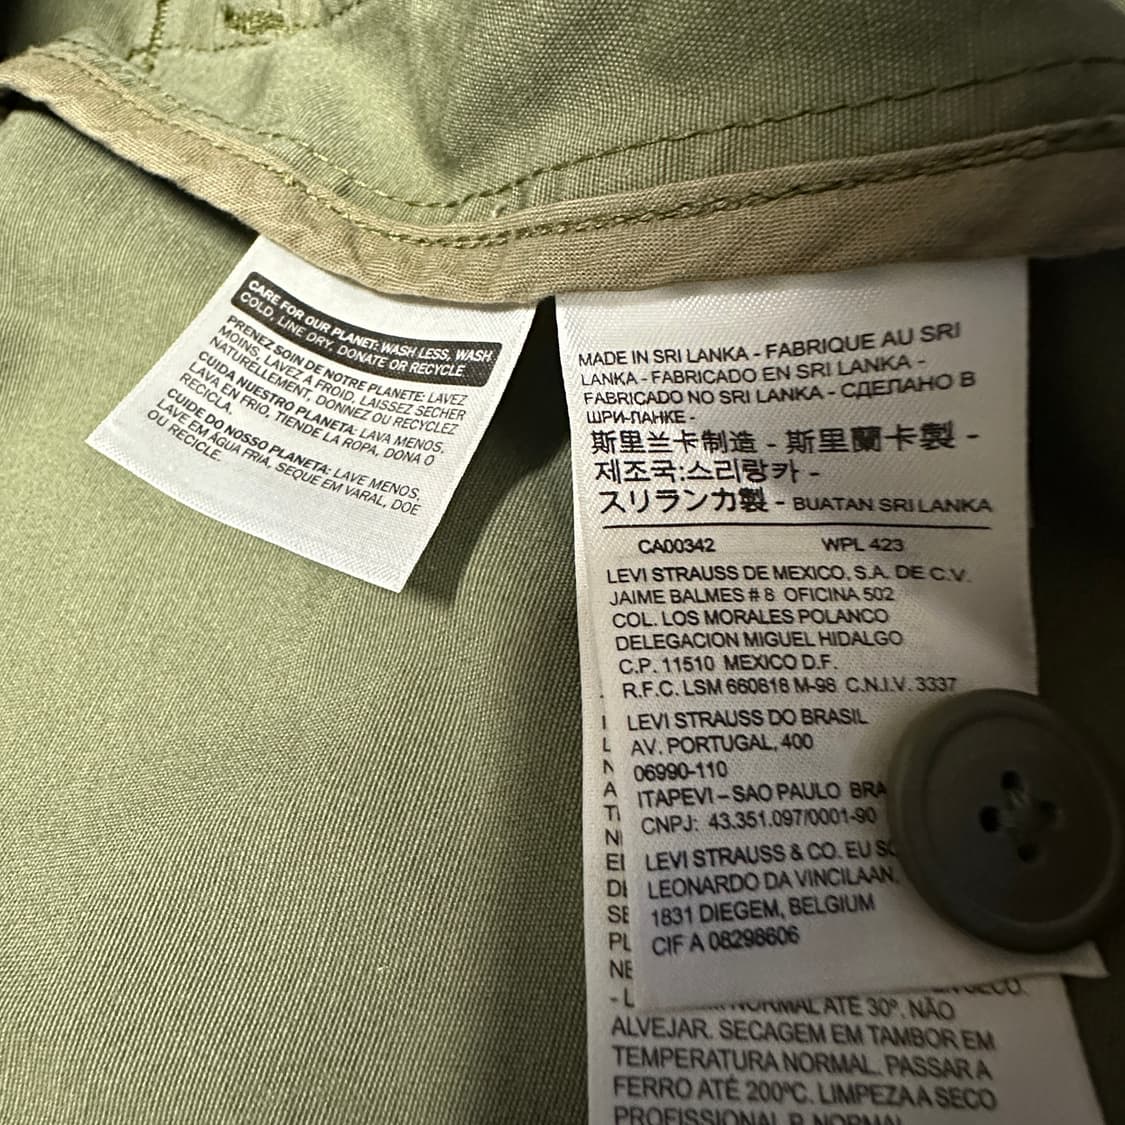 CARE FOR OUR PLANET: WASH LESS, WASH
COLD, LINE DRY, DONATE OR RECYCLE
PRENEZ SOIN DE NOTRE PLANETE: LAVEZ
MOINS, LAVEZ À FROID, LAISSEZ SECHER
NATURELLEMENT, DONNEZ OU RECYCLEZ
CUIDA NUESTRO PLANETA: LAVA MENOS,
LAVA EN FRIO, TIENDE LA ROPA, DONA O
RECICLA.
CUIDE DO NOSSO PLANETA: LAVE MENOS,
LAVE EM AGUA FRIA, SEQUE EM VARAL, DOE
OU RECICLE.
MADE IN SRI LANKA - FABRIQUE AU SRI
LANKA - FABRICADO EN SRI LANKA -
FABRICADO NO SRI LANKA - СДЕЛАНО В
ШРИ-ЛАНКЕ -
斯里兰卡制造 - 斯里蘭卡製 -
제조국:스리랑카 -
スリランカ製 - BUATAN SRI LANKA
CA00342 WPL 423
LEVI STRAUSS DE MEXICO, S.A. DE C.V.
JAIME BALMES # 8 OFICINA 502
COL. LOS MORALES POLANCO
DELEGACION MIGUEL HIDALGO
C.P. 11510 MEXICO D.F.
R.F.C. LSM 660818 M-98 C.N.I.V. 3337
LEVI STRAUSS DO BRASIL
AV. PORTUGAL, 400
06990-110
ITAPEVI – SAO PAULO BRA
CNPJ: 43.351.097/0001-90
LEVI STRAUSS & CO. EU
LEONARDO DA VINCILAAN,
1831 DIEGEM, BELGIUM
CIF A 08298606
NORMAL ATÉ 30º. NÃO
ALVEJAR. SECAGEM EM TAMBOR EM
TEMPERATURA NORMAL. PASSAR A
FERRO ATÉ 200ºC. LIMPEZA A SECO
PROFISSIONAL P NORMAL